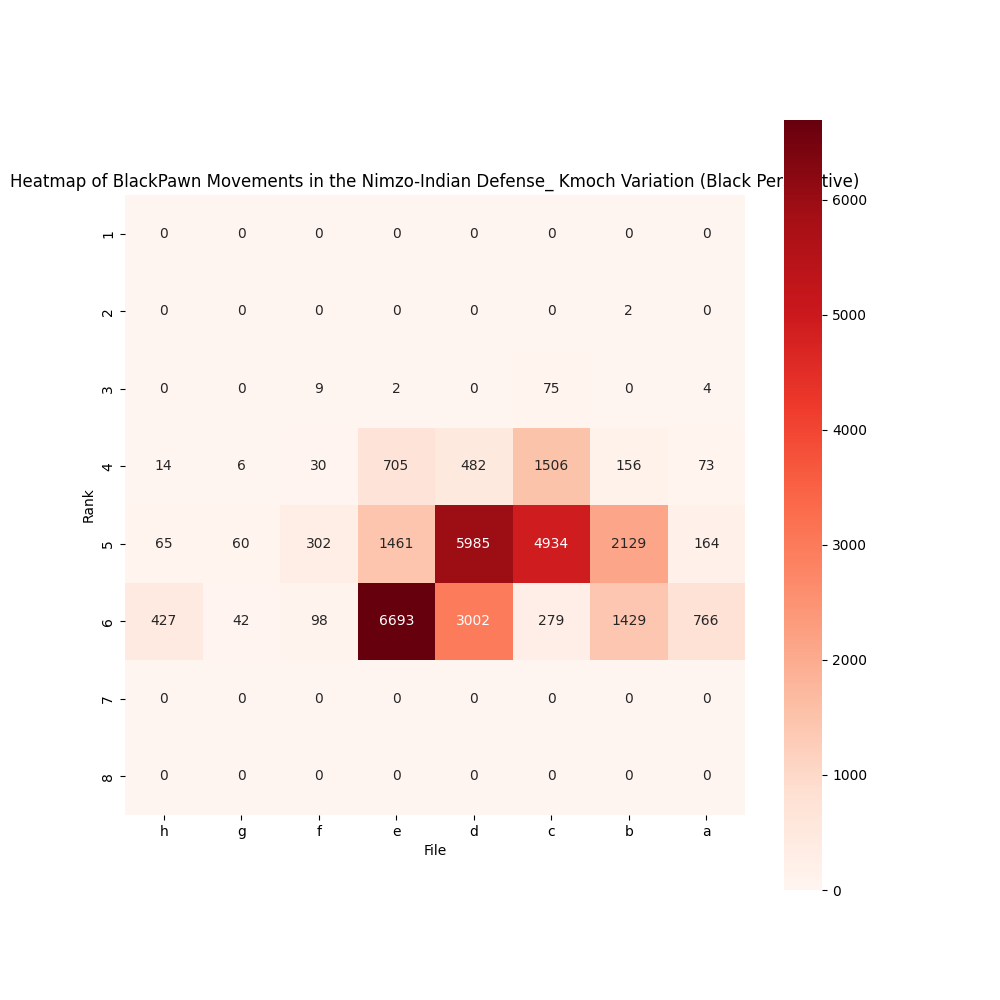 Heatmap of BlackPawn Movements in the Nimzo-Indian Defense_ Kmoch Variation (Black Per tive)
6000
5000
4000
3000
2000
1000
0
Rank
1 0 0 0 0 0 0 0 0
2 0 0 0 0 0 0 2 0
3 0 0 9 2 0 75 0 4
4 14 6 30 705 482 1506 156 73
5 65 60 302 1461 5985 4934 2129 164
6 427 42 98 6693 3002 279 1429 766
7 0 0 0 0 0 0 0 0
8 0 0 0 0 0 0 0 0
h g f e d c b a
File